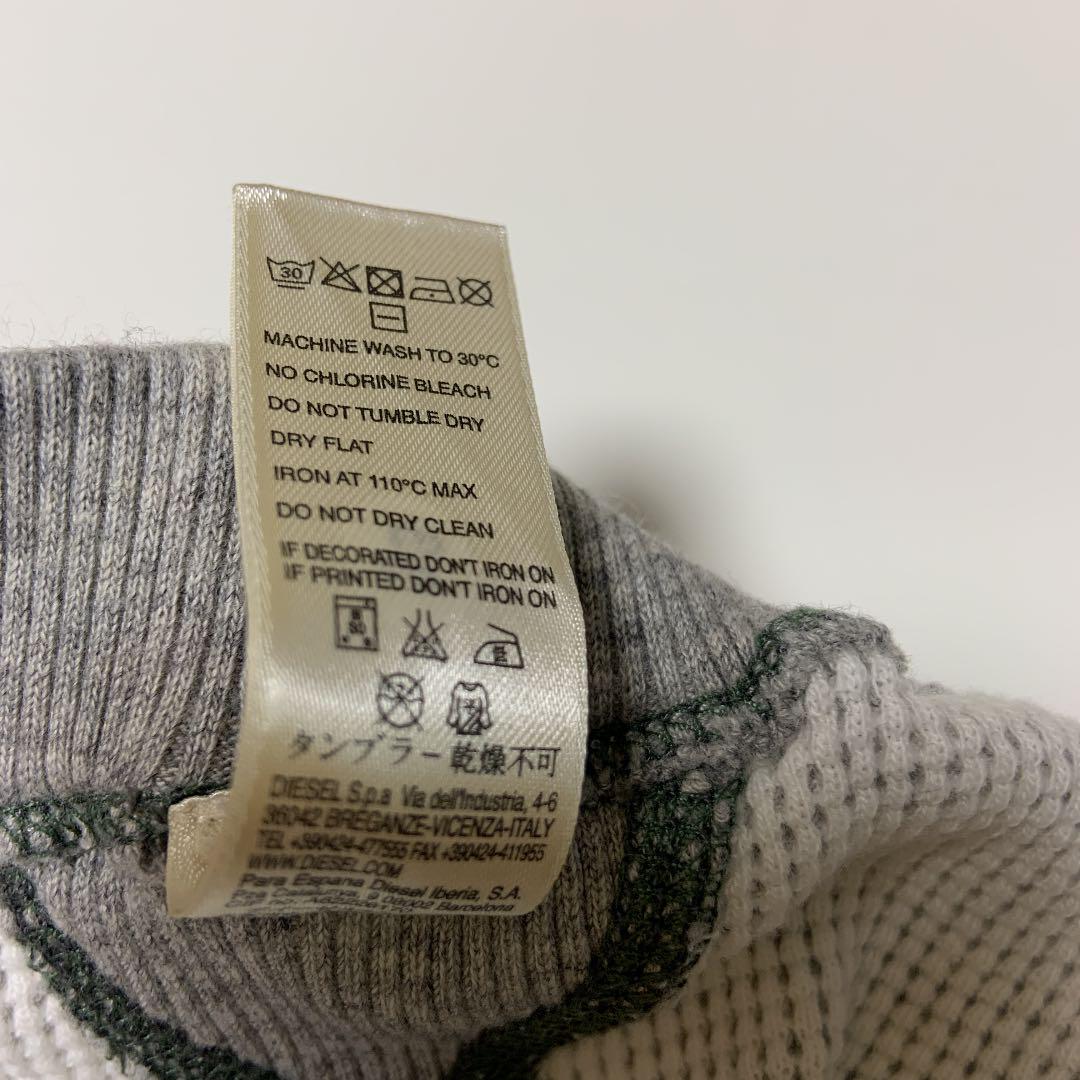 30
MACHINE WASH TO 30°C
NO CHLORINE BLEACH
DO NOT TUMBLE DRY
DRY FLAT
IRON AT 110°C MAX
DO NOT DRY CLEAN
IF DECORATED DON'T IRON ON
IF PRINTED DON'T IRON ON
タンブラー乾燥不可
DIESEL S.p.a Via dell'Industria, 4-6
36042 BREGANZE-VICENZA-ITALY
TEL +390424-477555 FAX +390424-411955
WWW.DIESEL.COM
Para Espana Diesel Iberia, S.A.
08002 Barcelona